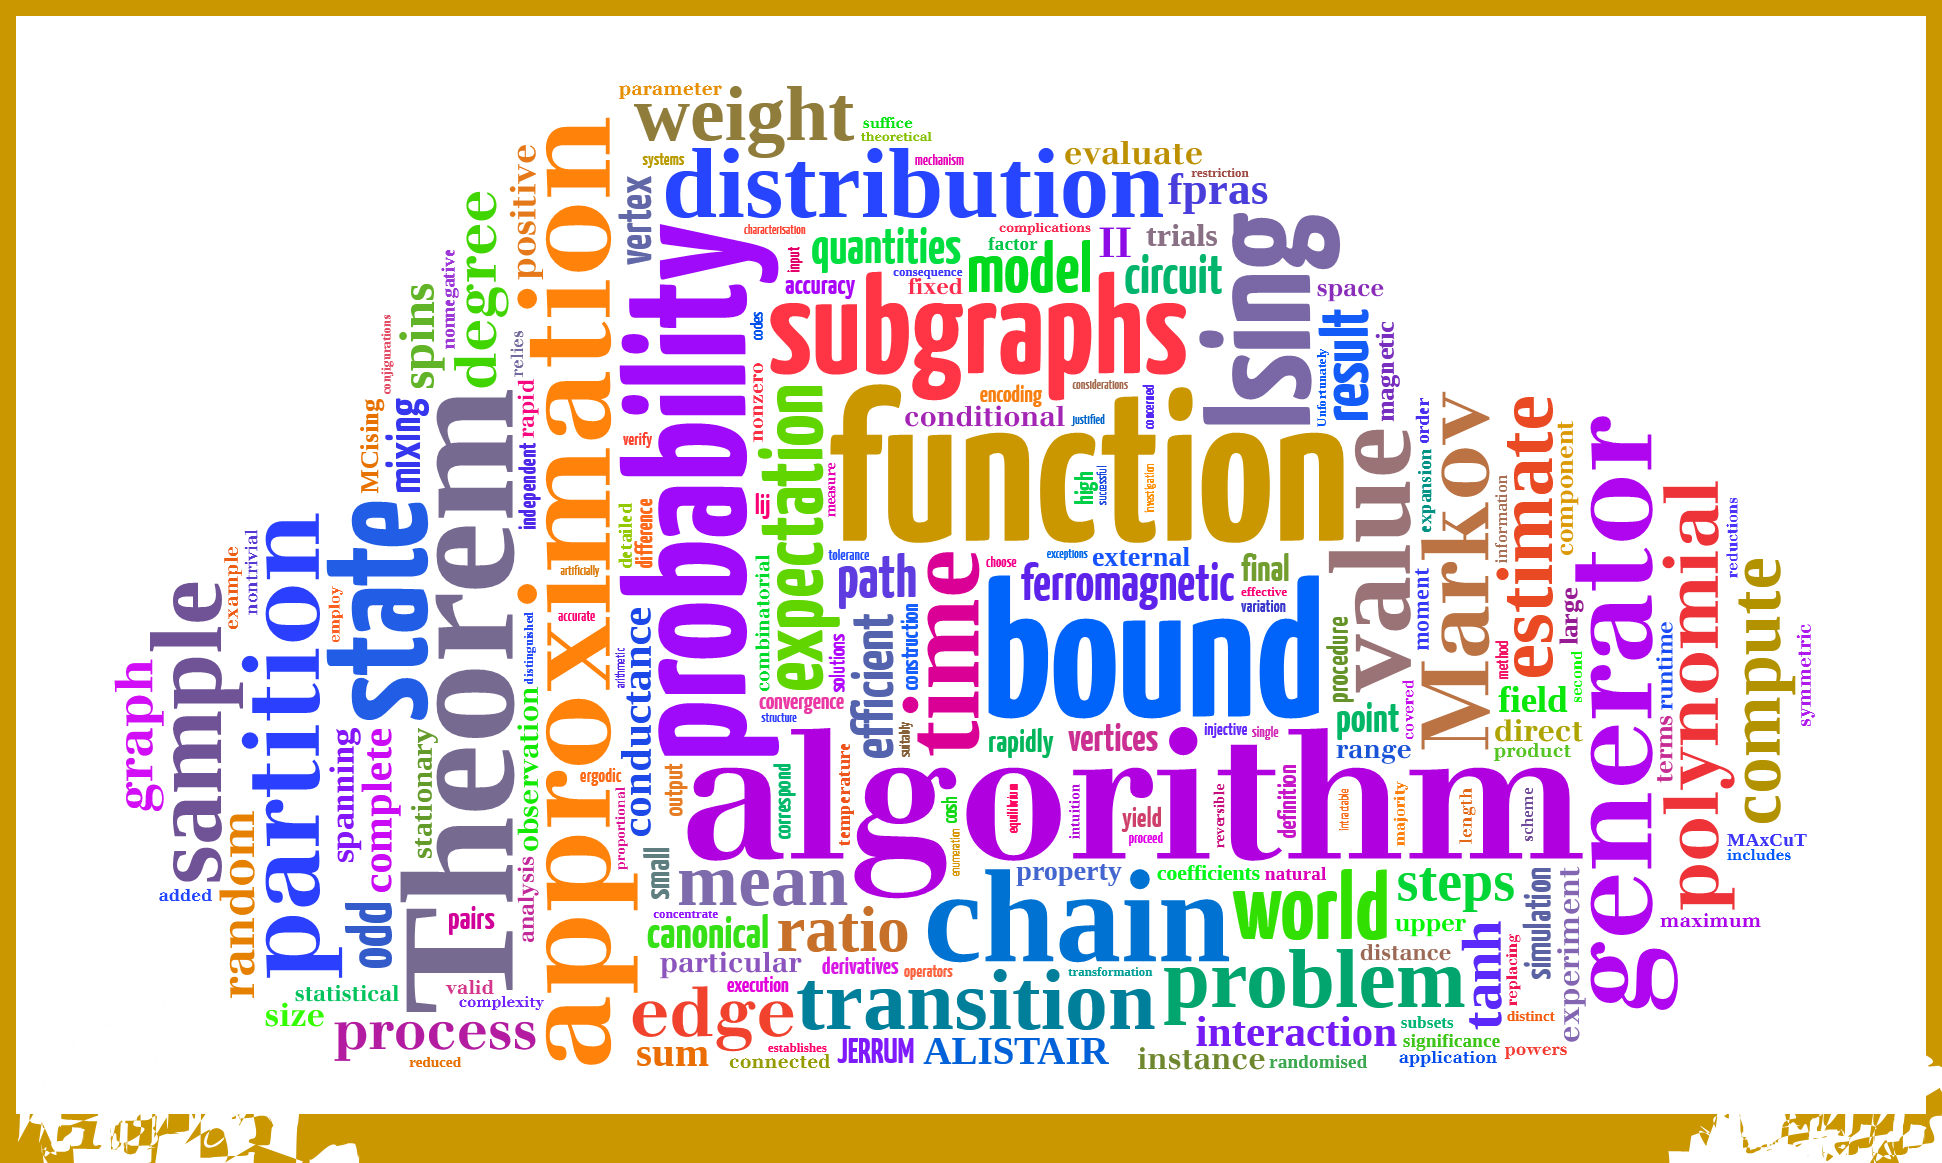 parameter
weight
suffice
theoretical
systems
distribution
mechanism
evaluate
restriction
fpras
positive
vertex
characterisation
complications
quantities
factor
II
trials
Ising
input
consequence
model
circuit
accuracy
fixed
space
degree
nonnegative
spins
conjigurations
relies
approximation
probability
codes
subgraphs
result
Unfortunately
magnetic
nonzero
expectation
encoding
considerations
conditional
justified
concerned
function
rapid
MCising
mixing
Theorem
independent
verify
measure
lij
high
successful
investigation
value
order
expansion
Markov
information
estimate
component
generator
polynomial
reductions
detailed
difference
artificially
accurate
tolerance
choose
exceptions
external
path
time
ferromagnetic
final
effective
variation
bound
moment
large
method
second
runtime
compute
symmetric
state
partition
nontrivial
example
employ
sample
graph
distinguished
arithmetic
conductance
combinatorial
solutions
efficient
construction
procedure
convergence
structure
suitably
rapidly
vertices
injective
single
point
covered
range
field
direct
product
terms
observation
stationary
spanning
complete
ergodic
proportional
output
correspond
temperature
algorithm
enumeration
cash
equilibrium
intuition
yield
proceed
reversible
definition
Intractable
majority
length
scheme
MAxCuT
includes
maximum
added
random
odd
pairs
analysis
small
mean
property
coefficients
natural
steps
concentrate
canonical
ratio
chain
world
upper
simulation
experiment
particular
derivatives
operators
transformation
distance
tanh
replacing
execution
transition
problem
statistical
valid
complexity
size
process
reduced
edge
sum
establishes
connected
JERRUM
ALISTAIR
interaction
instance
randomised
subsets
significance
application
distinct
powers